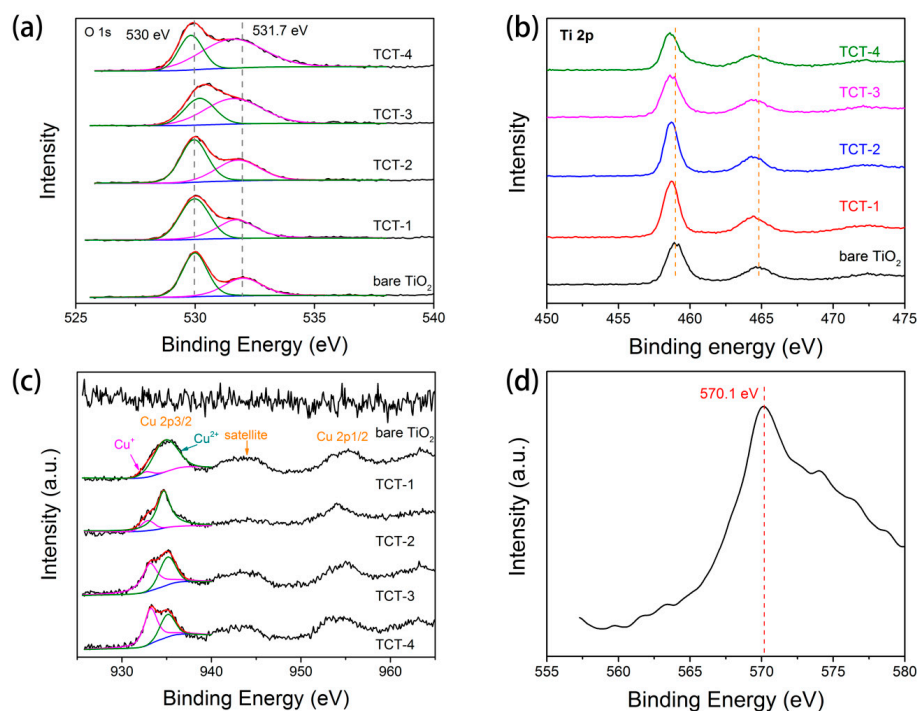 (a)
O 1s
530 eV
531.7 eV
TCT-4
TCT-3
TCT-2
TCT-1
bare TiO₂
Intensity
525 530 535 540
Binding Energy (eV)
(b)
Ti 2p
TCT-4
TCT-3
TCT-2
TCT-1
bare TiO₂
Intensity
450 455 460 465 470 475
Binding energy (eV)
(c)
bare TiO₂
Cu 2p3/2
Cu⁺
Cu²⁺
satellite
Cu 2p1/2
TCT-1
TCT-2
TCT-3
TCT-4
Intensity (a.u.)
930 940 950 960
Binding Energy (eV)
(d)
570.1 eV
Intensity (a.u.)
555 560 565 570 575 580
Binding Energy (eV)